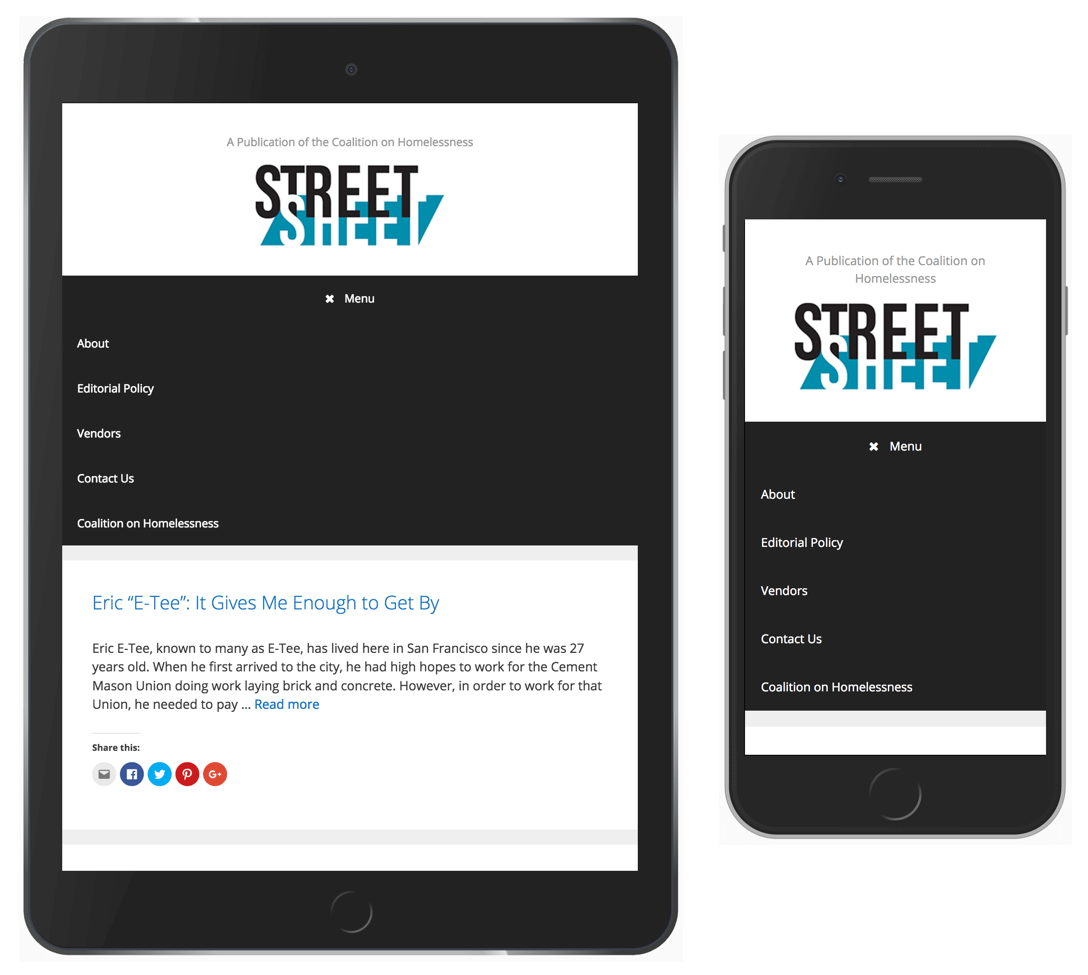 A Publication of the Coalition on Homelessness
STREET
SHEET
Menu
About
Editorial Policy
Vendors
Contact Us
Coalition on Homelessness
Eric “E-Tee”: It Gives Me Enough to Get By
Eric E-Tee, known to many as E-Tee, has lived here in San Francisco since he was 27
years old. When he first arrived to the city, he had high hopes to work for the Cement
Mason Union doing work laying brick and concrete. However, in order to work for that
Union, he needed to pay ... Read more
Share this:
G+
A Publication of the Coalition on
Homelessness
STREET
SHEET
Menu
About
Editorial Policy
Vendors
Contact Us
Coalition on Homelessness